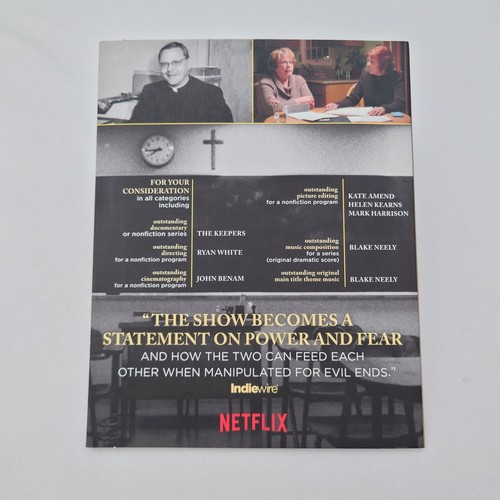 FOR YOUR
CONSIDERATION
in all categories
including
outstanding
documentary
or nonfiction series
THE KEEPERS
outstanding
directing
for a nonfiction program
RYAN WHITE
outstanding
cinematography
for a nonfiction program
JOHN BENAM
outstanding
picture editing
for a nonfiction program
KATE AMEND
HELEN KEARNS
MARK HARRISON
outstanding
music composition
for a series
(original dramatic score)
BLAKE NEELY
outstanding original
main title theme music
BLAKE NEELY
“THE SHOW BECOMES A
STATEMENT ON POWER AND FEAR
AND HOW THE TWO CAN FEED EACH
OTHER WHEN MANIPULATED FOR EVIL ENDS.”
IndieWire
NETFLIX